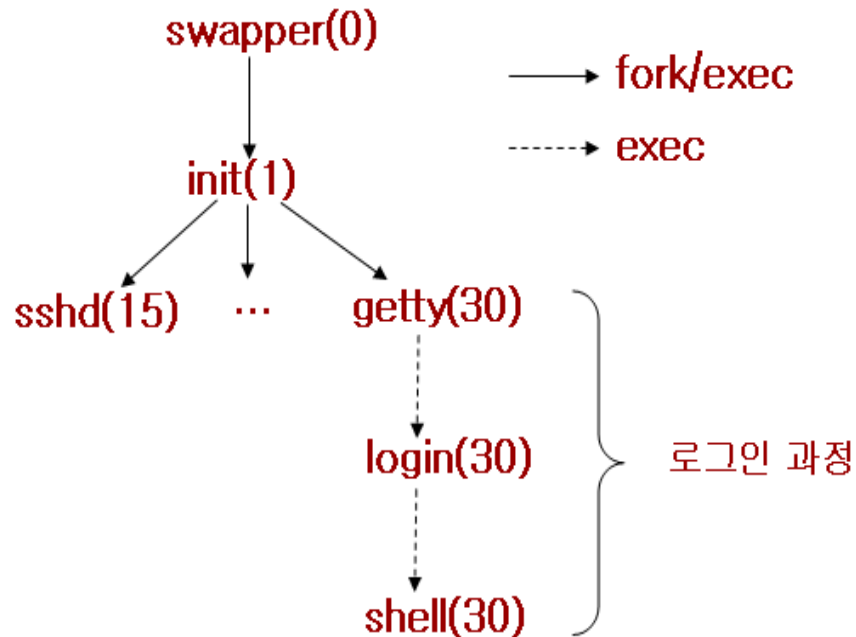 swapper(0)
fork/exec
exec
init(1)
sshd(15) ... getty(30)
login(30)
로그인 과정
shell(30)